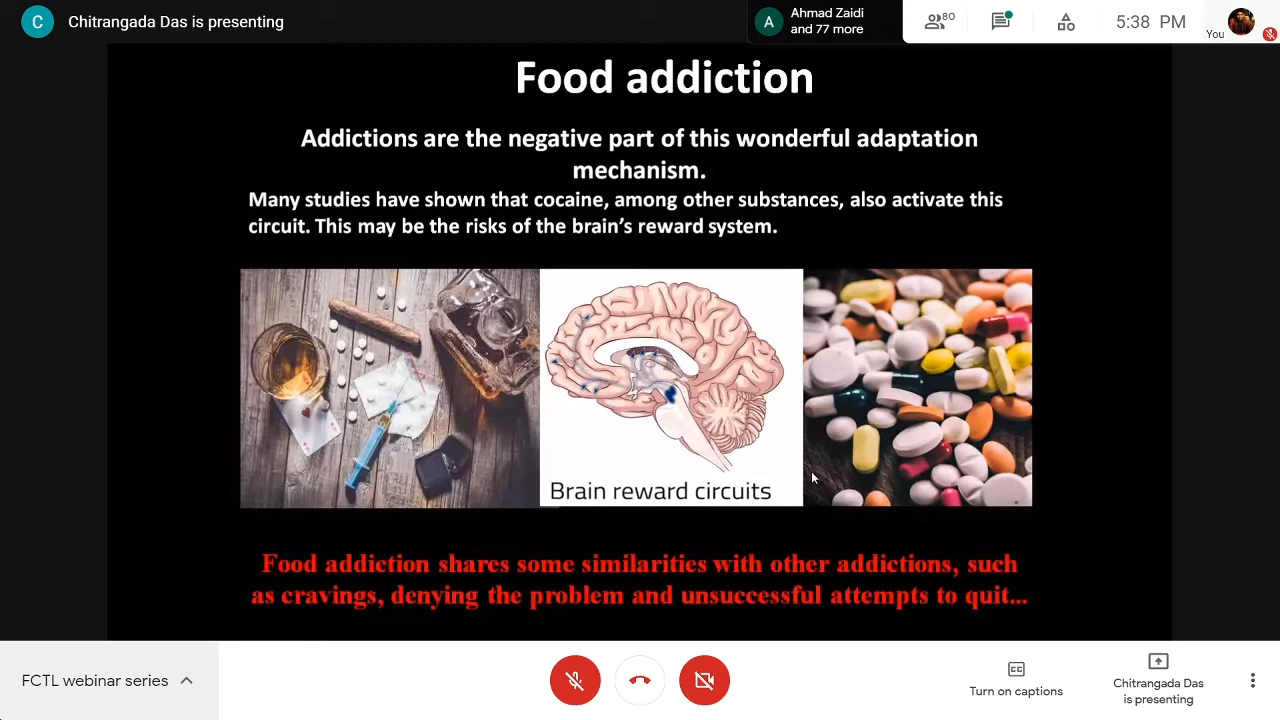 C
Chitrangada Das is presenting
A
Ahmad Zaidi
and 77 more
80
5:38 PM
You
Food addiction
Addictions are the negative part of this wonderful adaptation
mechanism.
Many studies have shown that cocaine, among other substances, also activate this
circuit. This may be the risks of the brain's reward system.
Brain reward circuits
Food addiction shares some similarities with other addictions, such
as cravings, denying the problem and unsuccessful attempts to quit...
FCTL webinar series
CC
Turn on captions
Chitrangada Das
is presenting